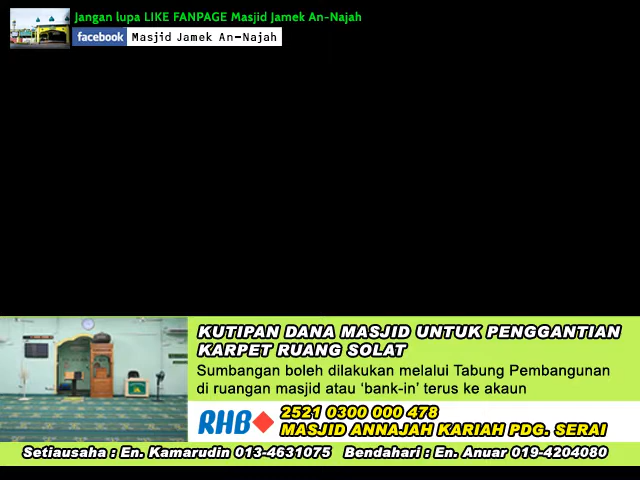 Jangan lupa LIKE FANPAGE Masjid Jamek An-Najah
facebook Masjid Jamek An-Najah
KUTIPAN DANA MASJID UNTUK PENGGANTIAN
KARPET RUANG SOLAT
Sumbangan boleh dilakukan melalui Tabung Pembangunan
di ruangan masjid atau ‘bank-in’ terus ke akaun
RHB
2521 0300 000 478
MASJID ANNAJAH KARIAH PDG. SERAI
Setiausaha : En. Kamarudin 013-4631075 Bendahari : En. Anuar 019-4204080